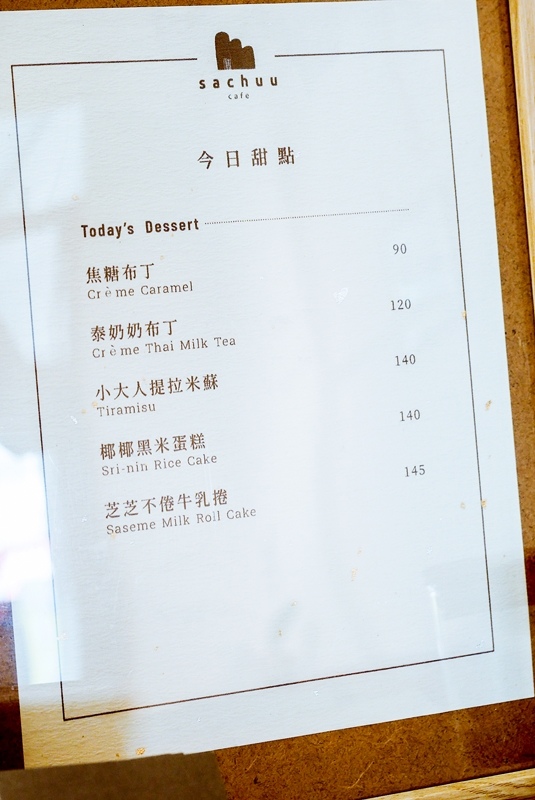 sachuu
cafe
今日甜點
Today's Dessert
焦糖布丁 90
Crème Caramel
泰奶奶布丁 120
Crème Thai Milk Tea
小大人提拉米蘇 140
Tiramisu
椰椰黑米蛋糕 140
Sri-nin Rice Cake
芝芝不倦牛乳捲 145
Saseme Milk Roll Cake